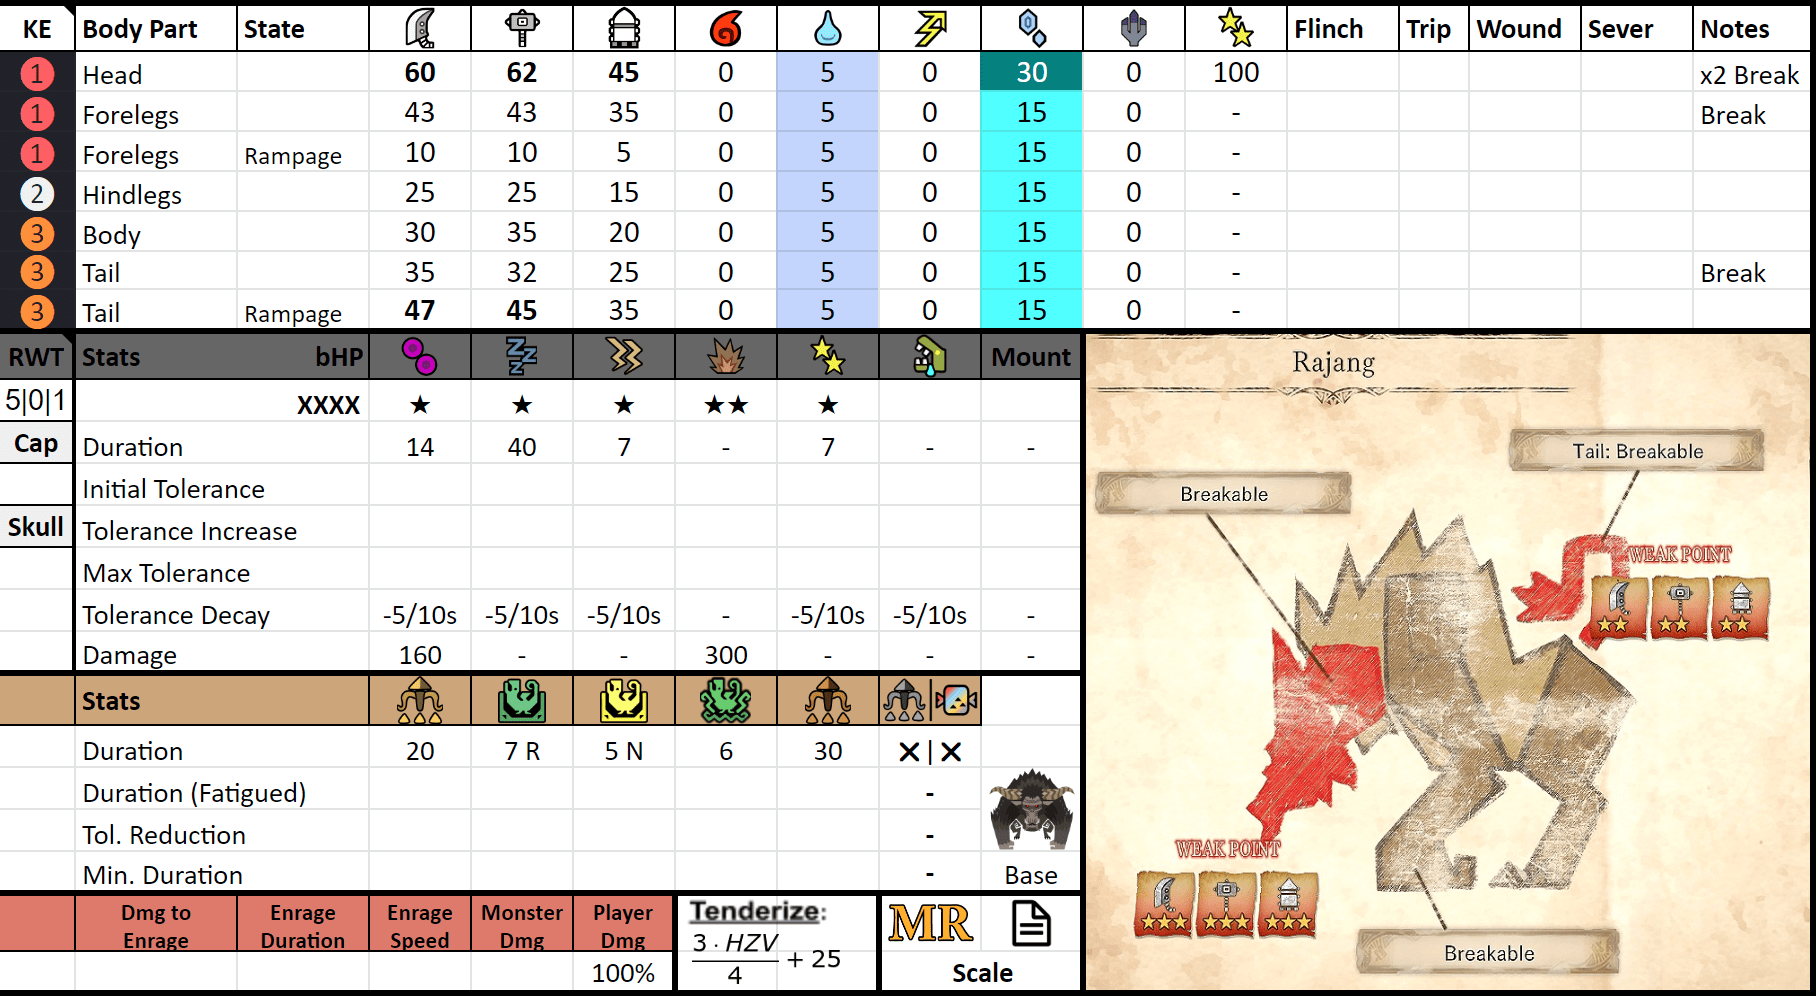 KE Body Part State Flinch Trip Wound Sever Notes
1 Head 60 62 45 0 5 0 30 0 100 x2 Break
1 Forelegs 43 43 35 0 5 0 15 0 - Break
1 Forelegs Rampage 10 10 5 0 5 0 15 0 -
2 Hindlegs 25 25 15 0 5 0 15 0 -
3 Body 30 35 20 0 5 0 15 0 -
3 Tail 35 32 25 0 5 0 15 0 - Break
3 Tail Rampage 47 45 35 0 5 0 15 0 -
RWT Stats bHP Mount
5|0|1 XXXX ★ ★ ★ ★★ ★
Cap Duration 14 40 7 - 7 - -
Initial Tolerance
Skull Tolerance Increase
Max Tolerance
Tolerance Decay -5/10s -5/10s -5/10s - -5/10s -5/10s -
Damage 160 - - 300 - - -
Stats
Duration 20 7 R 5 N 6 30 ✕|✕
Duration (Fatigued) -
Tol. Reduction -
Min. Duration - Base
Dmg to Enrage
Enrage Duration
Enrage Speed
Monster Dmg
Player Dmg
100%
Tenderize:
3 · HZV
4
+ 25
MR
Scale
Rajang
Tail: Breakable
Breakable
WEAK POINT
WEAK POINT
Breakable